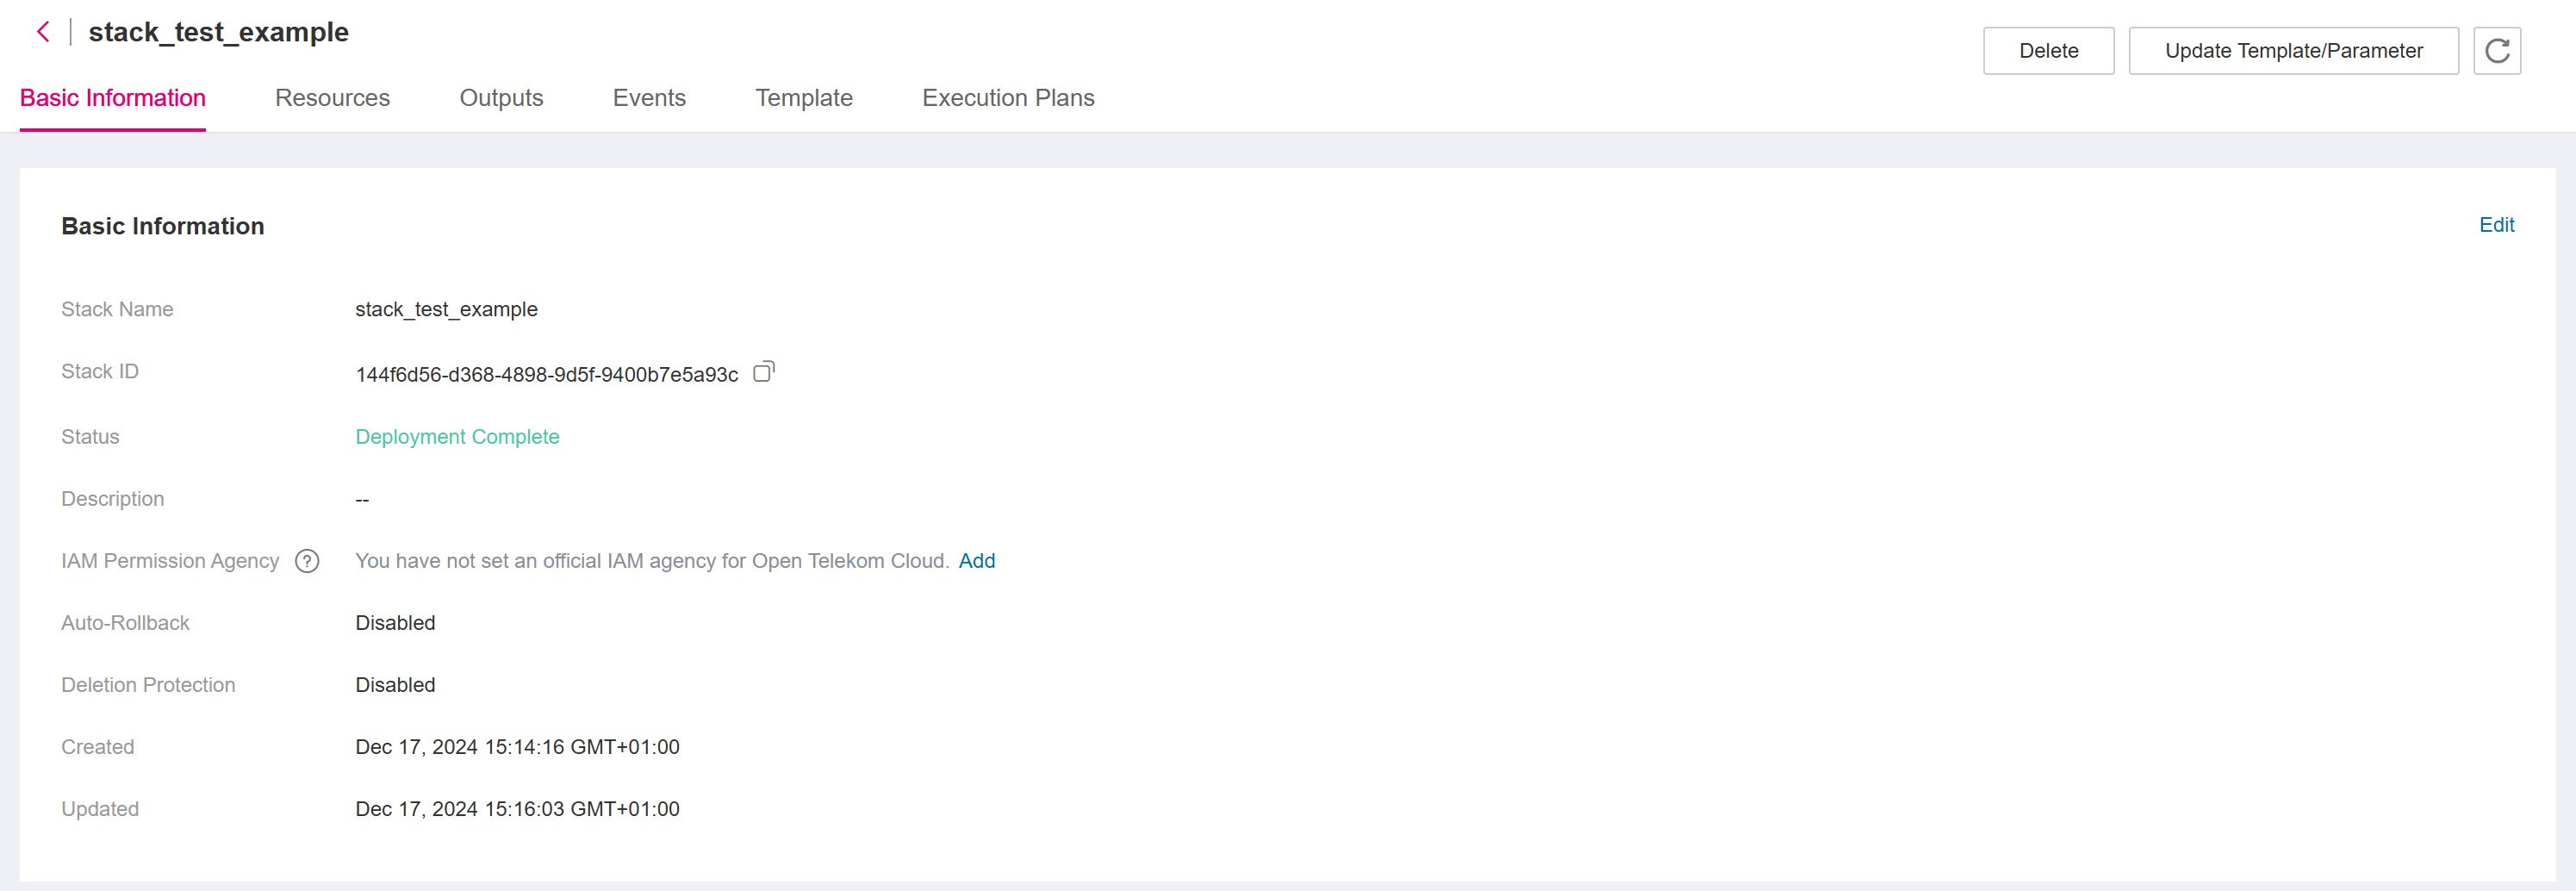 stack_test_example
Delete
Update Template/Parameter
Basic Information
Resources
Outputs
Events
Template
Execution Plans
Basic Information
Edit
Stack Name stack_test_example
Stack ID 144f6d56-d368-4898-9d5f-9400b7e5a93c
Status Deployment Complete
Description --
IAM Permission Agency ? You have not set an official IAM agency for Open Telekom Cloud. Add
Auto-Rollback Disabled
Deletion Protection Disabled
Created Dec 17, 2024 15:14:16 GMT+01:00
Updated Dec 17, 2024 15:16:03 GMT+01:00